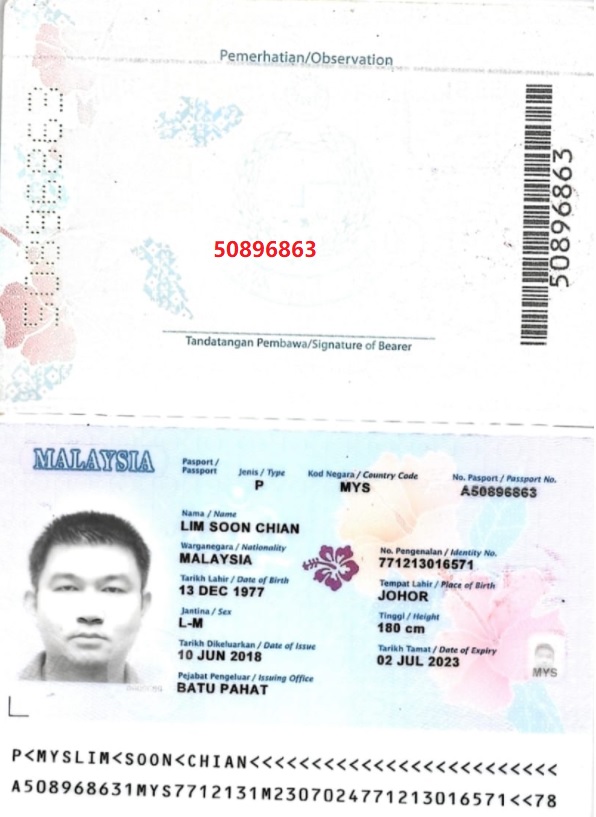 Pemerhatian/Observation
50896863
50896863
50896863
Tandatangan Pembawa/Signature of Bearer
MALAYSIA
Pasport /
Passport
Jenis / Type
P
Kod Negara / Country Code
MYS
No. Pasport / Passport No.
A50896863
Nama / Name
LIM SOON CHIAN
Warganegara / Nationality
MALAYSIA
No. Pengenalan / Identity No.
771213016571
Tarikh Lahir / Date of Birth
13 DEC 1977
Tempat Lahir / Place of Birth
JOHOR
Jantina / Sex
L-M
Tinggi / Height
180 cm
Tarikh Dikeluarkan / Date of Issue
10 JUN 2018
Tarikh Tamat / Date of Expiry
02 JUL 2023
Pejabat Pengeluar / Issuing Office
BATU PAHAT
MYS
P<MYSLIM<SOON<CHIAN<<<<<<<<<<<<<<<<<<<<<<<<<
A508968631MYS7712131M2307024771213016571<<78